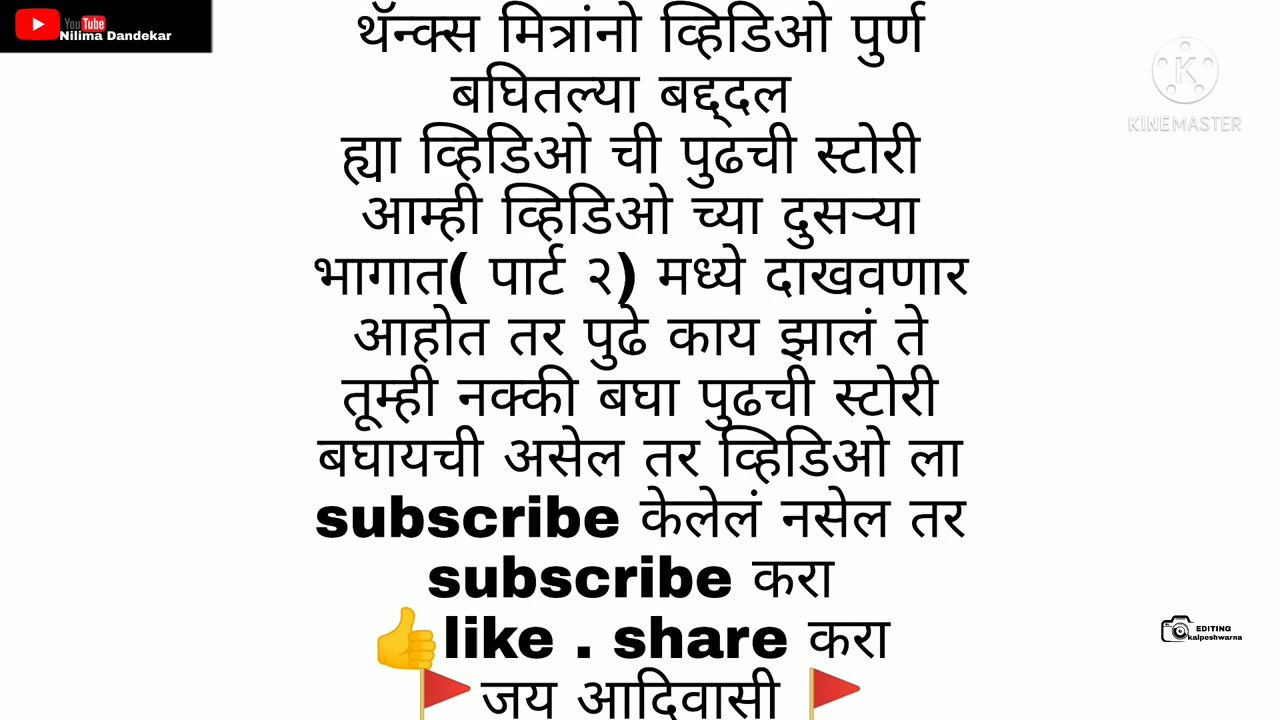 YouTube
Nilima Dandekar
KINEMASTER
थॅन्क्स मित्रांनो व्हिडिओ पुर्ण
बघितल्या बद्द्दल
ह्या व्हिडिओ ची पुढची स्टोरी
आम्ही व्हिडिओ च्या दुसऱ्या
भागात( पार्ट २) मध्ये दाखवणार
आहोत तर पुढे काय झालं ते
तूम्ही नक्की बघा पुढची स्टोरी
बघायची असेल तर व्हिडिओ ला
subscribe केलेलं नसेल तर
subscribe करा
👍like . share करा
🚩जय आदिवासी 🚩
EDITING
kalpeshwarna